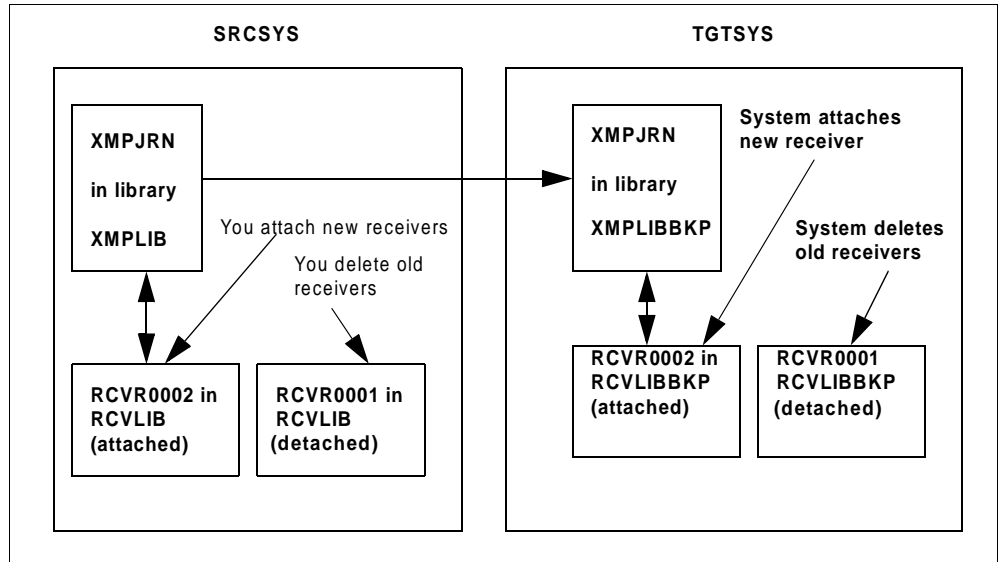 SRCSYS
TGTSYS
XMPJRN
in library
XMPLIB
You attach new receivers
You delete old
receivers
RCVR0002 in
RCVLIB
(attached)
RCVR0001 in
RCVLIB
(detached)
XMPJRN
in library
XMPLIBBKP
System attaches
new receiver
System deletes
old receivers
RCVR0002 in
RCVLIBBKP
(attached)
RCVR0001
RCVLIBBKP
(detached)